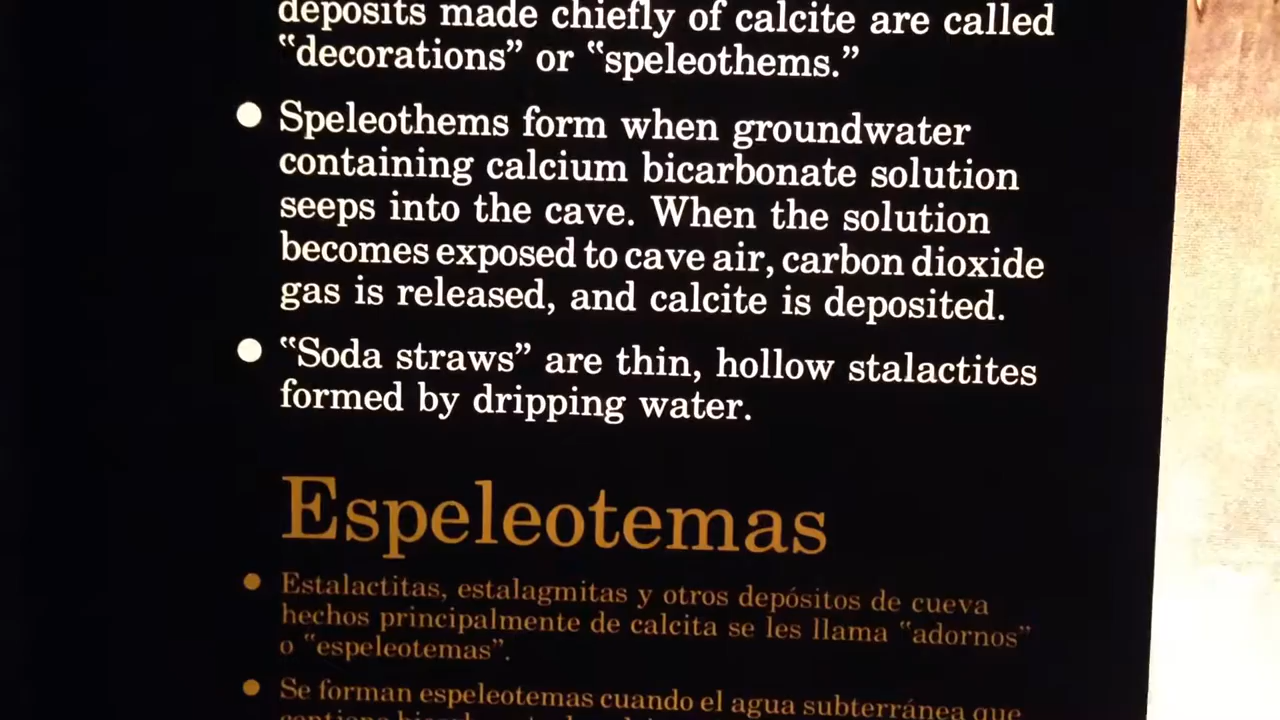 deposits made chiefly of calcite are called
“decorations” or “speleothems.”
● Speleothems form when groundwater
containing calcium bicarbonate solution
seeps into the cave. When the solution
becomes exposed to cave air, carbon dioxide
gas is released, and calcite is deposited.
● “Soda straws” are thin, hollow stalactites
formed by dripping water.
Espeleotemas
● Estalactitas, estalagmitas y otros depósitos de cueva
hechos principalmente de calcita se les llama “adornos”
o “espeleotemas”.
● Se forman espeleotemas cuando el agua subterránea que